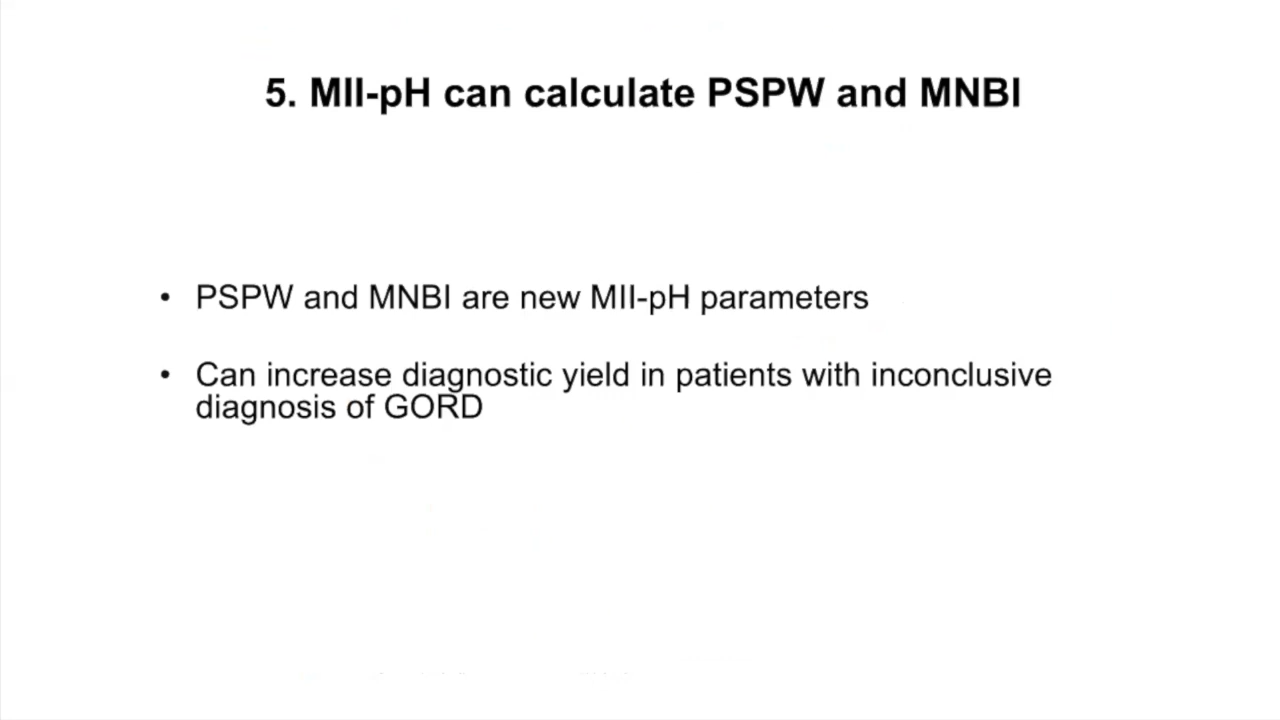 5. MII-pH can calculate PSPW and MNBI
• PSPW and MNBI are new MII-pH parameters
• Can increase diagnostic yield in patients with inconclusive
diagnosis of GORD